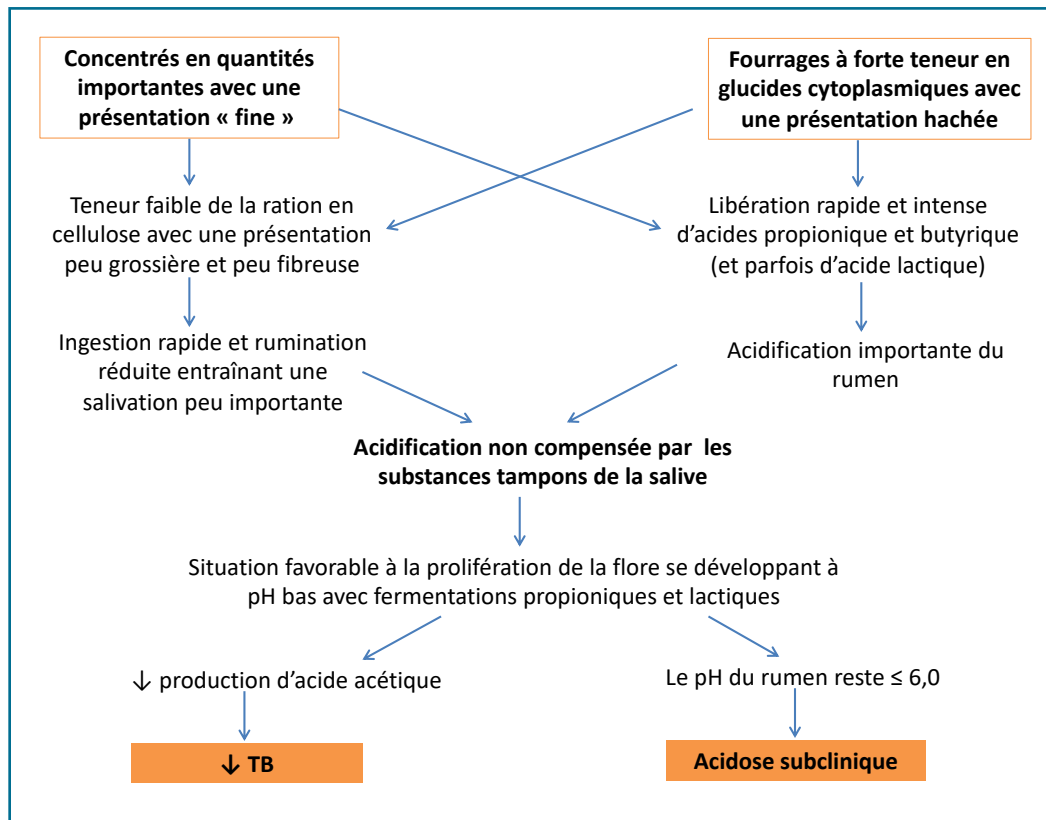 Concentrés en quantités
importantes avec une
présentation « fine »
Fourrages à forte teneur en
glucides cytoplasmiques avec
une présentation hachée
Teneur faible de la ration en
cellulose avec une présentation
peu grossière et peu fibreuse
Libération rapide et intense
d’acides propionique et butyrique
(et parfois d’acide lactique)
Ingestion rapide et rumination
réduite entraînant une
salivation peu importante
Acidification importante du
rumen
Acidification non compensée par les
substances tampons de la salive
Situation favorable à la prolifération de la flore se développant à
pH bas avec fermentations propioniques et lactiques
↓ production d’acide acétique
Le pH du rumen reste ≤ 6,0
↓ TB
Acidose subclinique